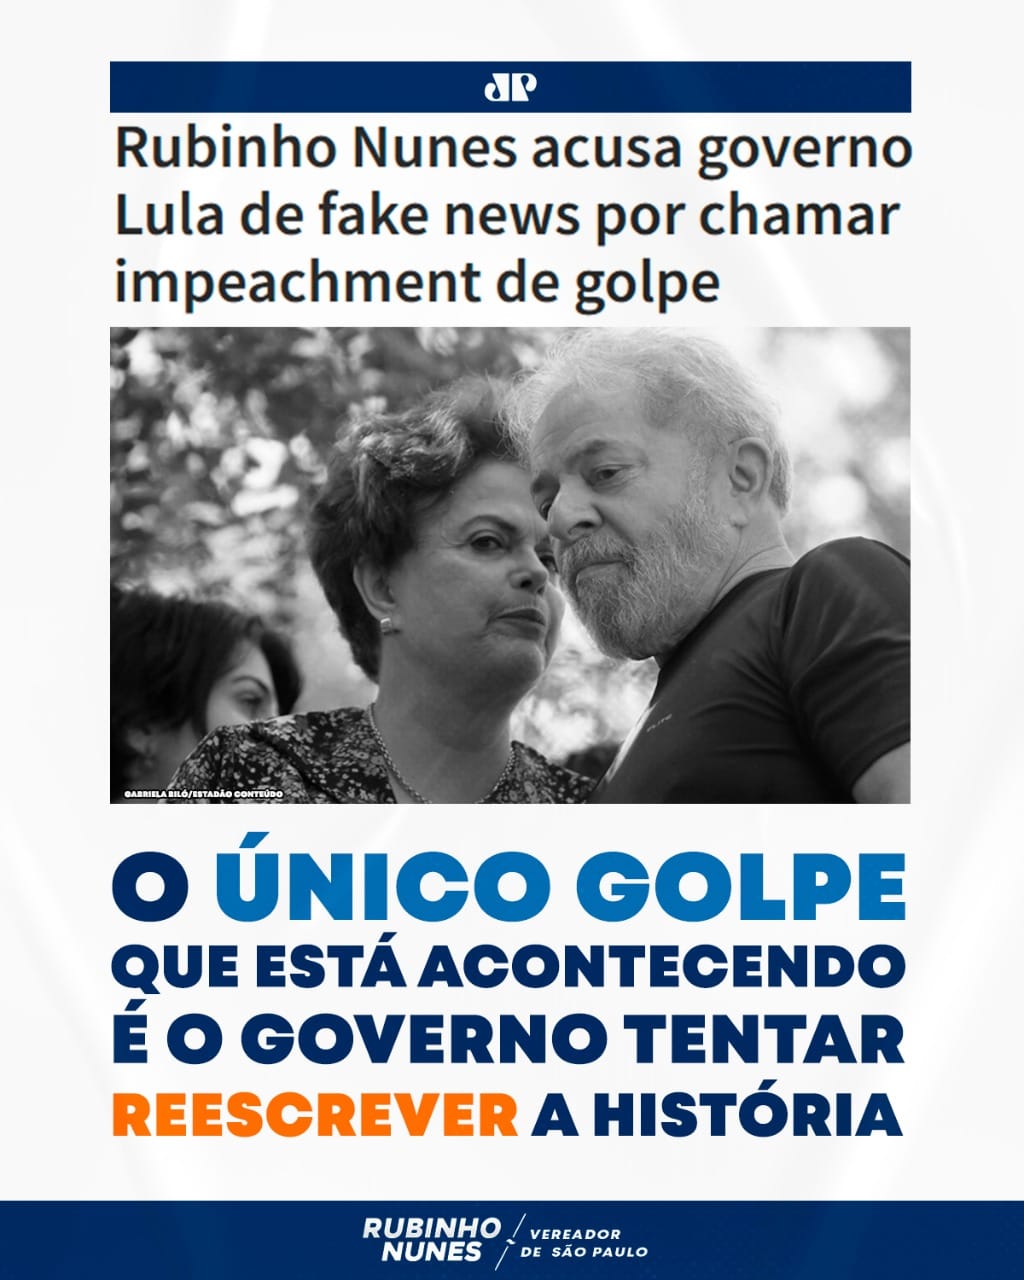 JP
Rubinho Nunes acusa governo
Lula de fake news por chamar
impeachment de golpe
GABRIELA BILÓ/ESTADÃO CONTEÚDO
O ÚNICO GOLPE
QUE ESTÁ ACONTECENDO
É O GOVERNO TENTAR
REESCREVER A HISTÓRIA
RUBINHO
NUNES
VEREADOR
DE SÃO PAULO